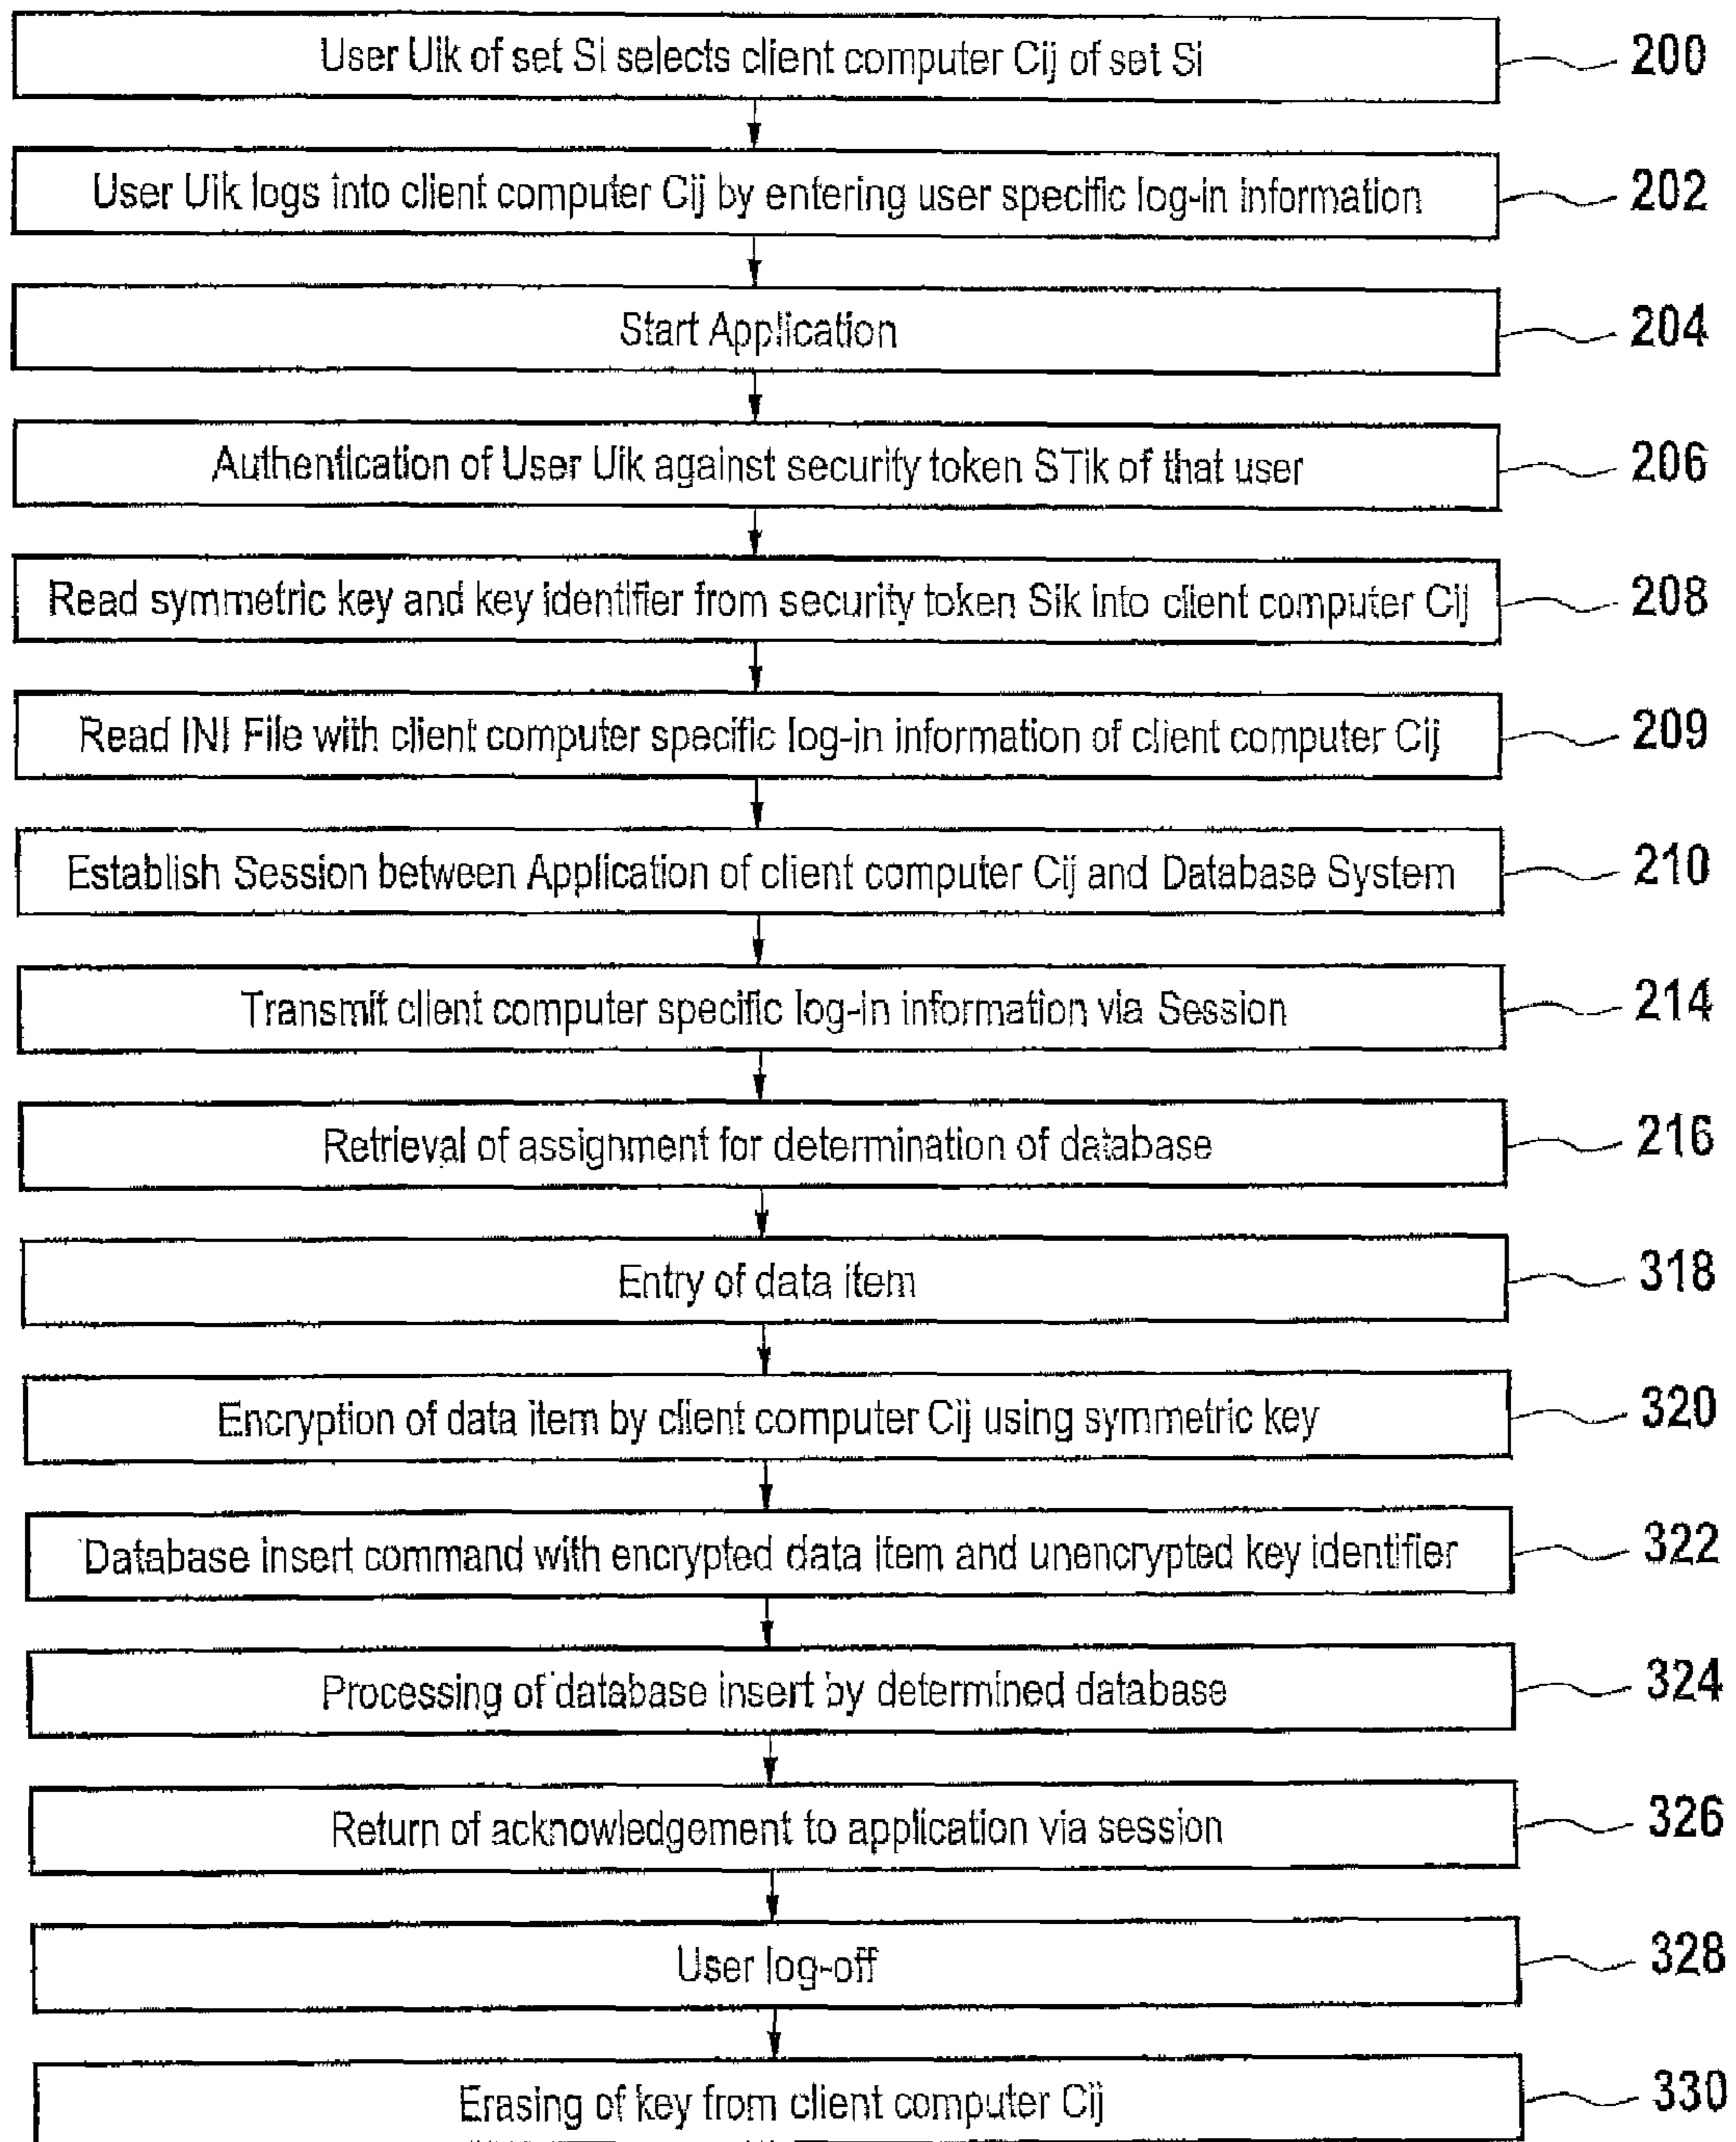 User Uik of set Si selects client computer Cij of set Si 200
User Uik logs into client computer Cij by entering user specific log-in information 202
Start Application 204
Authentication of User Uik against security token STik of that user 206
Read symmetric key and key identifier from security token Sik into client computer Cij 208
Read INI File with client computer specific log-in information of client computer Cij 209
Establish Session between Application of client computer Cij and Database System 210
Transmit client computer specific log-in information via Session 214
Retrieval of assignment for determination of database 216
Entry of data item 318
Encryption of data item by client computer Cij using symmetric key 320
Database insert command with encrypted data item and unencrypted key identifier 322
Processing of database insert by determined database 324
Return of acknowledgement to application via session 326
User log-off 328
Erasing of key from client computer Cij 330